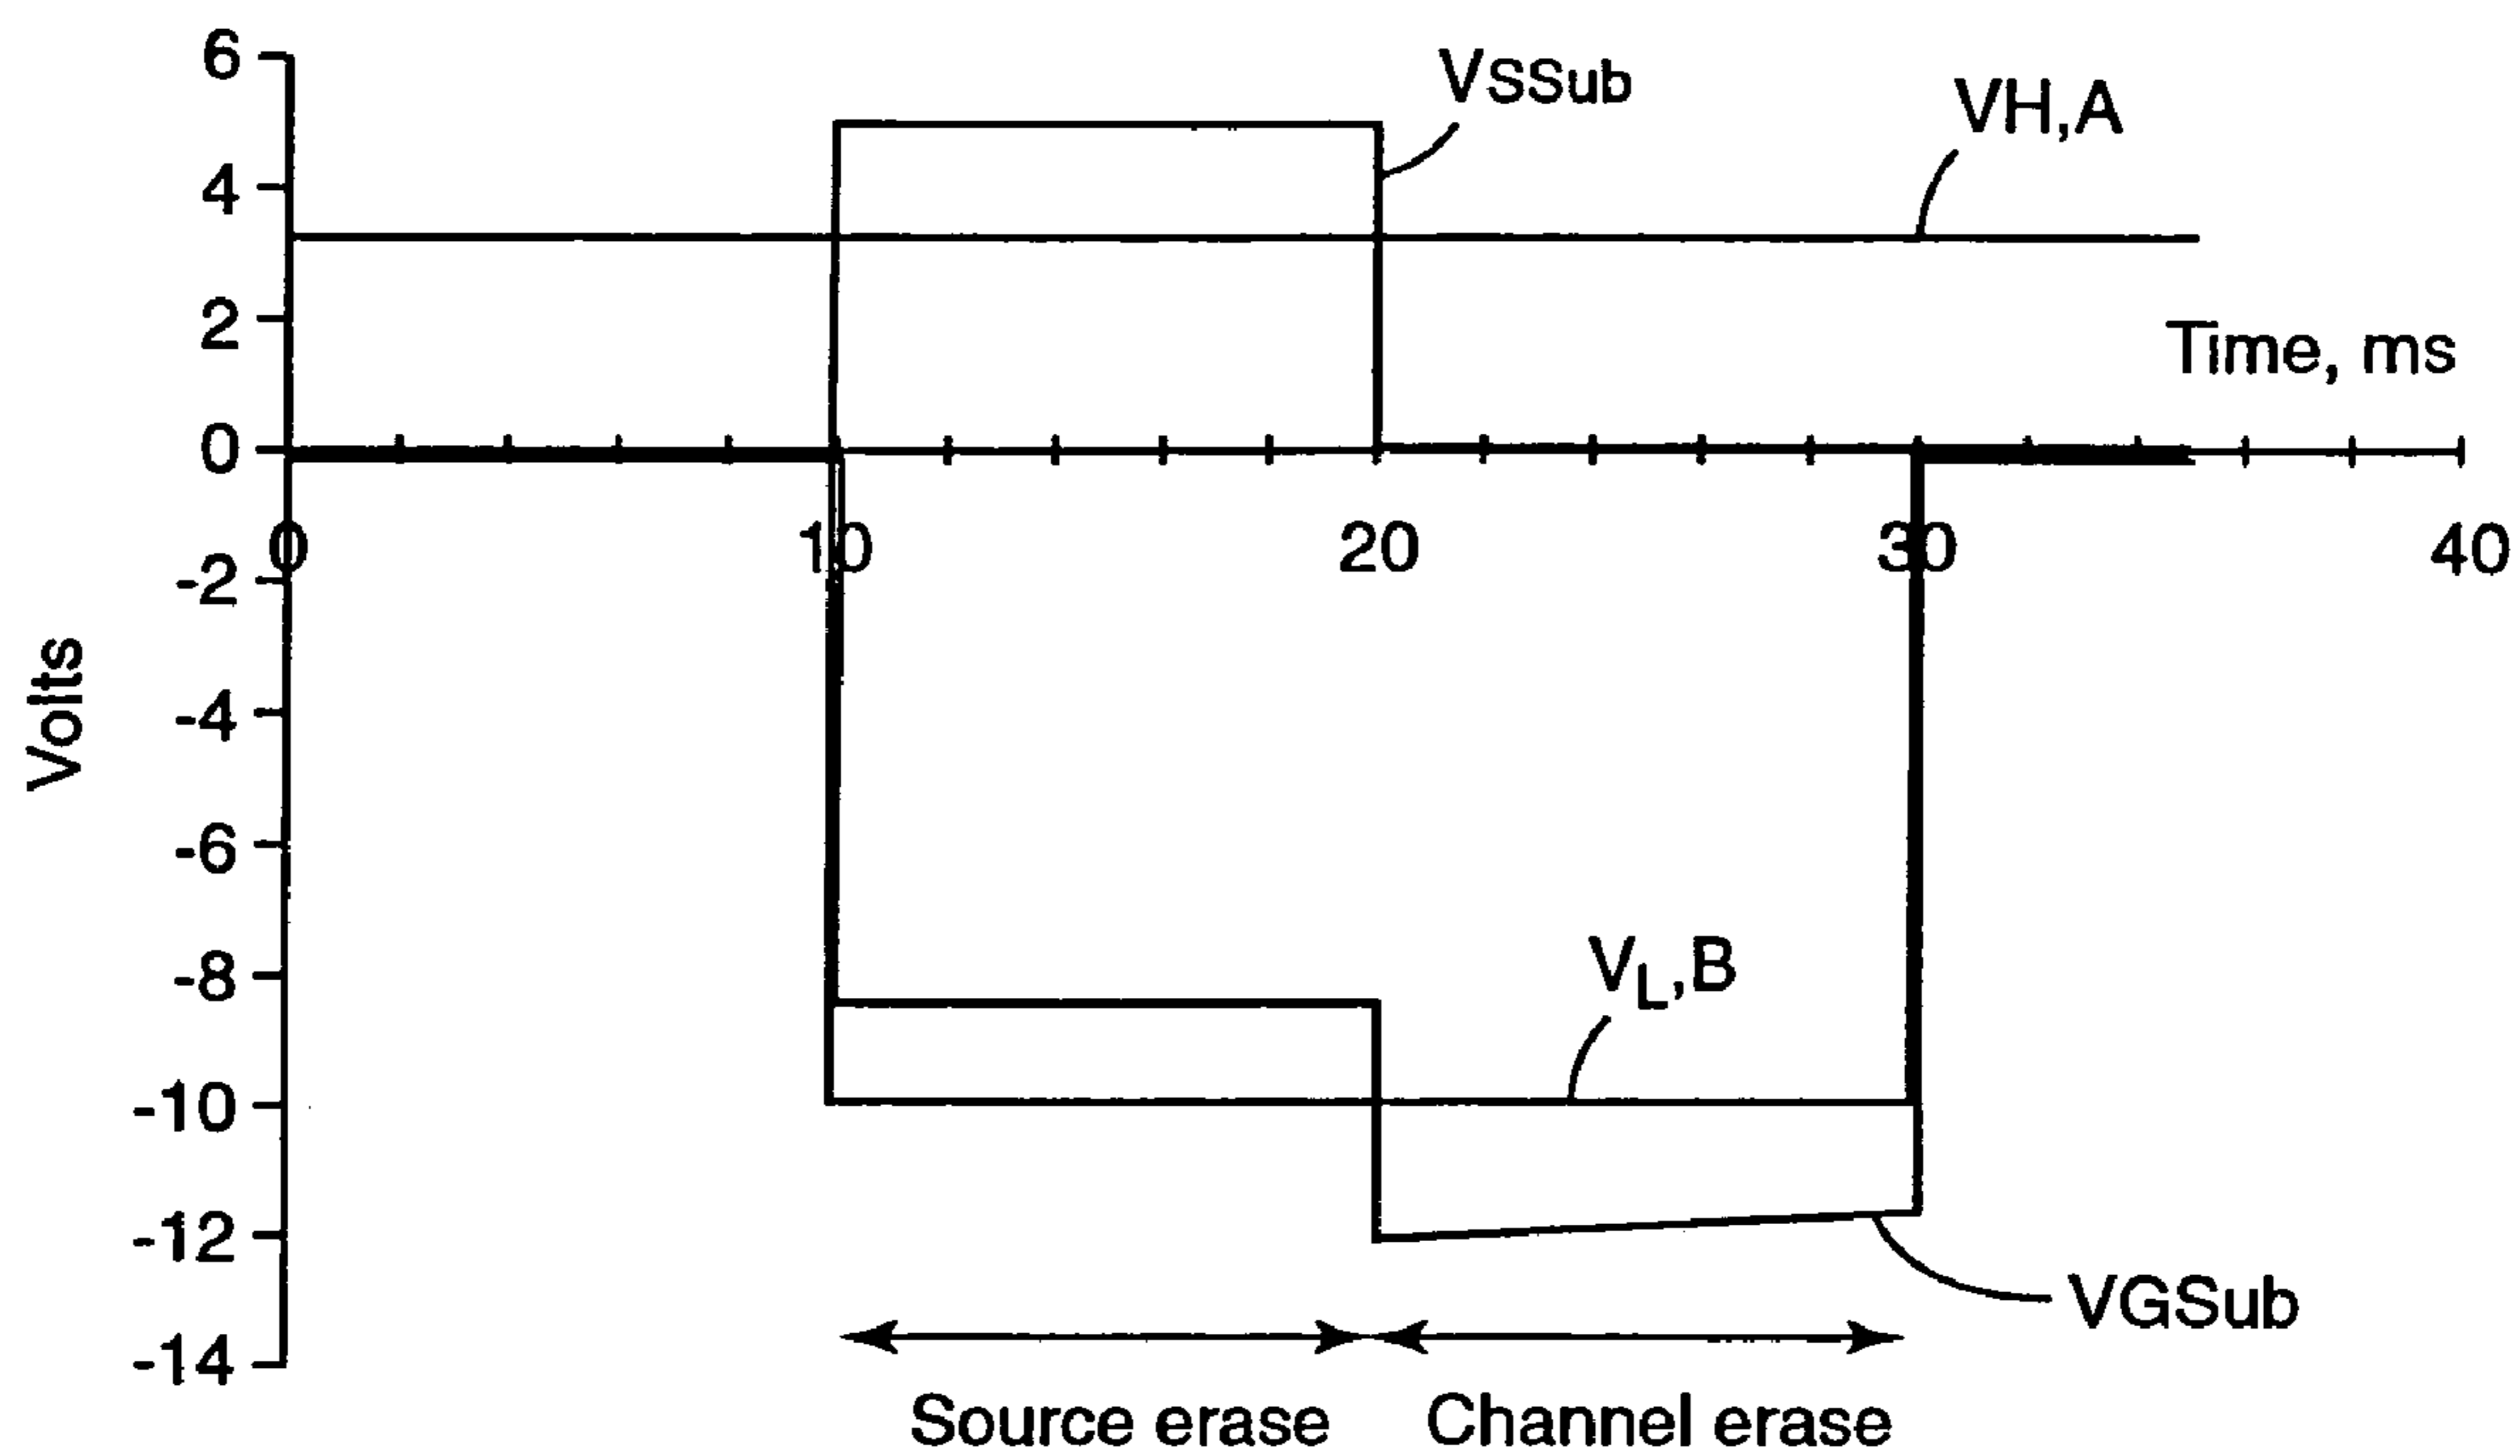 6
VSSub
VH,A
4
2
Time, ms
0
0
10
20
30
40
-2
Volts
-4
-6
-8
VL,B
-10
-12
VGSub
-14
Source erase
Channel erase